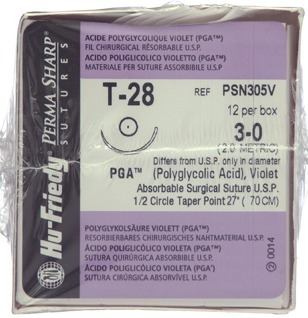 ACIDE POLYGLYCOLIQUE VIOLET (PGA™)
FIL CHIRURGICAL RÉSORBABLE U.S.P.
ACIDO POLIGLICOLICO VIOLETTO (PGA™)
MATERIALE PER SUTURE ASSORBIBILE U.S.P.
Hu-Friedy PERMA SHARP®
SUTURES
T-28
REF PSN305V
12 per box
3-0
(2.0 METRIC)
Differs from U.S.P. only in diameter
PGA™ (Polyglycolic Acid), Violet
Absorbable Surgical Suture U.S.P.
1/2 Circle Taper Point 27" (70CM)
POLYGLYKOLSÄURE VIOLETT (PGA™)
RESORBIERBARES CHIRURGISCHES NAHTMATERIAL U.S.P.
ÁCIDO POLIGLICÓLICO VIOLETA (PGA™)
SUTURA QUIRÚRGICA ABSORBIBLE U.S.P.
ÁCIDO POLIGLICÓLICO VIOLETA (PGA™)
SUTURA CIRÚRGICA ABSORVIVEL U.S.P.
2 0014